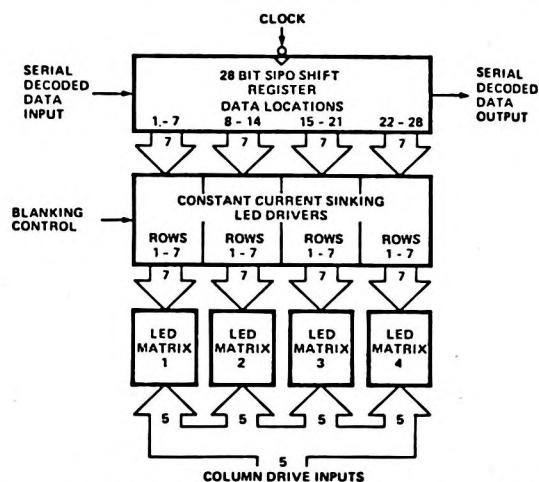 CLOCK
SERIAL
DECODED
DATA
INPUT
28 BIT SIPO SHIFT
REGISTER
DATA LOCATIONS
1, - 7 8 - 14 15 - 21 22 - 28
SERIAL
DECODED
DATA
OUTPUT
7 7 7 7
BLANKING
CONTROL
CONSTANT CURRENT SINKING
LED DRIVERS
ROWS ROWS ROWS ROWS
1 - 7 1 - 7 1 - 7 1 - 7
7 7 7 7
LED LED LED LED
MATRIX MATRIX MATRIX MATRIX
1 2 3 4
5 5 5 5
5
COLUMN DRIVE INPUTS